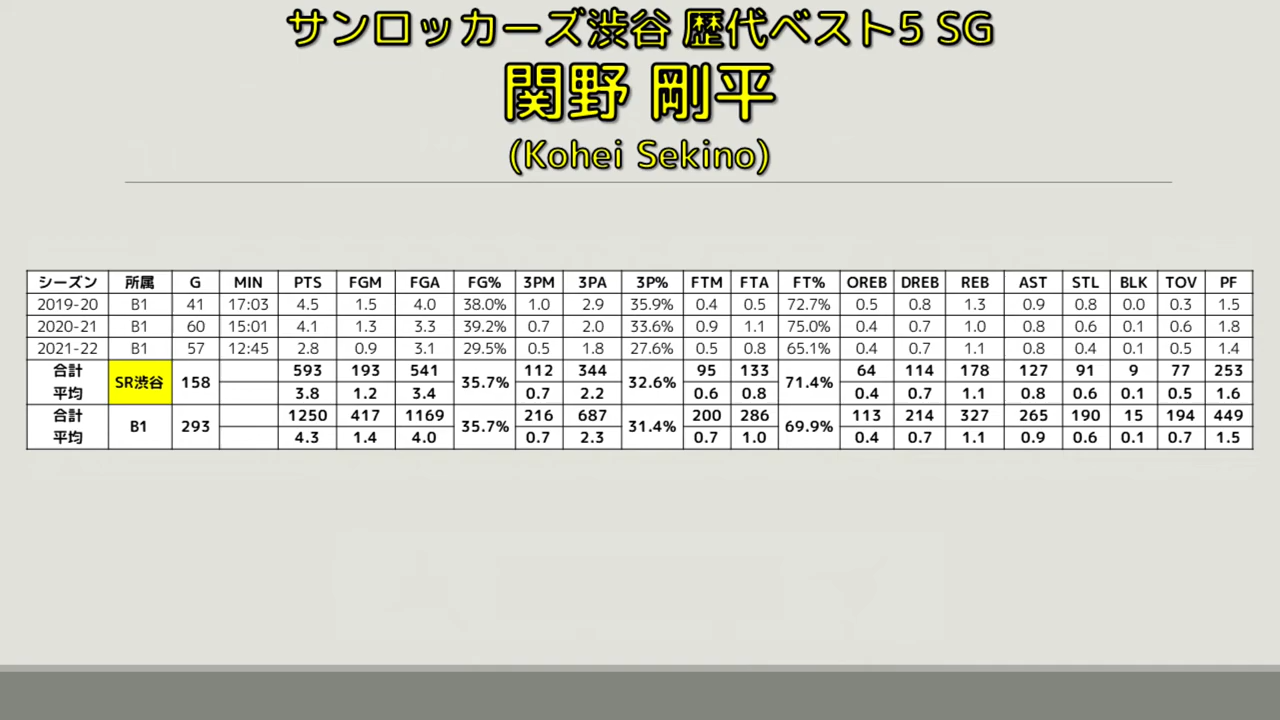 サンロッカーズ渋谷 歴代ベスト5 SG
関野 剛平
(Kohei Sekino)
シーズン 所属 G MIN PTS FGM FGA FG% 3PM 3PA 3P% FTM FTA FT% OREB DREB REB AST STL BLK TOV PF
2019-20 B1 41 17:03 4.5 1.5 4.0 38.0% 1.0 2.9 35.9% 0.4 0.5 72.7% 0.5 0.8 1.3 0.9 0.8 0.0 0.3 1.5
2020-21 B1 60 15:01 4.1 1.3 3.3 39.2% 0.7 2.0 33.6% 0.9 1.1 75.0% 0.4 0.7 1.0 0.8 0.6 0.1 0.6 1.8
2021-22 B1 57 12:45 2.8 0.9 3.1 29.5% 0.5 1.8 27.6% 0.5 0.8 65.1% 0.4 0.7 1.1 0.8 0.4 0.1 0.5 1.4
合計 593 193 541 112 344 95 133 64 114 178 127 91 9 77 253
SR渋谷 158 35.7% 32.6% 71.4%
平均 3.8 1.2 3.4 0.7 2.2 0.6 0.8 0.4 0.7 1.1 0.8 0.6 0.1 0.5 1.6
合計 1250 417 1169 216 687 200 286 113 214 327 265 190 15 194 449
B1 293 35.7% 31.4% 69.9%
平均 4.3 1.4 4.0 0.7 2.3 0.7 1.0 0.4 0.7 1.1 0.9 0.6 0.1 0.7 1.5